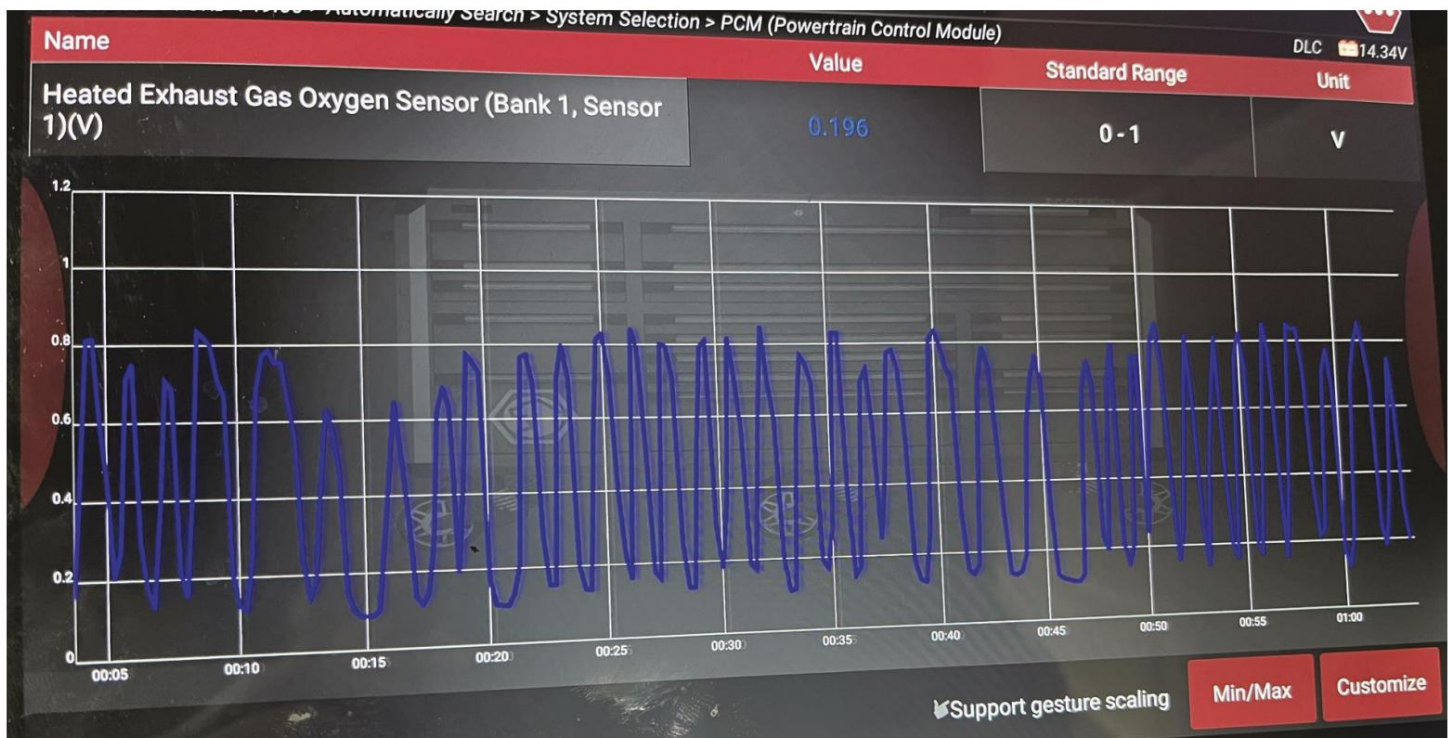 Automatically Search > System Selection > PCM (Powertrain Control Module)
DLC 14.34V
Name Value Standard Range Unit
Heated Exhaust Gas Oxygen Sensor (Bank 1, Sensor
1)(V)
0.196 0 - 1 V
1.2
1
0.8
0.6
0.4
0.2
0
00:05 00:10 00:15 00:20 00:25 00:30 00:35 00:40 00:45 00:50 00:55 01:00
Support gesture scaling Min/Max Customize